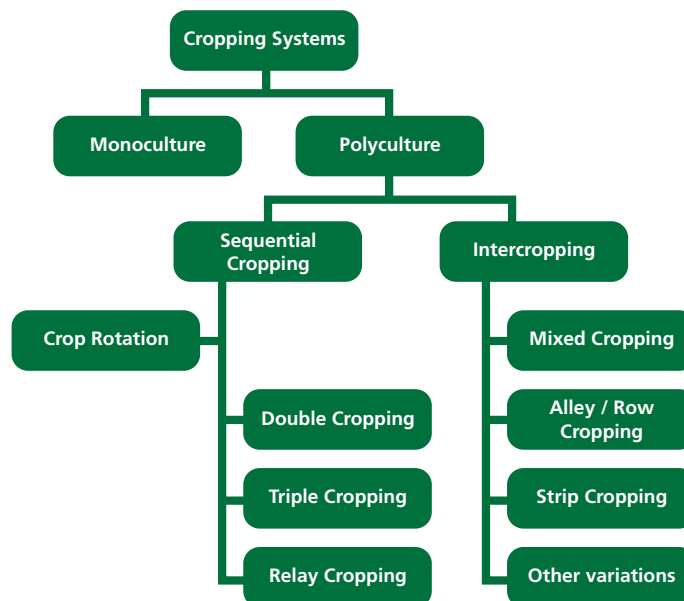 Cropping Systems
Monoculture
Polyculture
Sequential
Cropping
Intercropping
Crop Rotation
Mixed Cropping
Double Cropping
Alley / Row
Cropping
Triple Cropping
Strip Cropping
Relay Cropping
Other variations